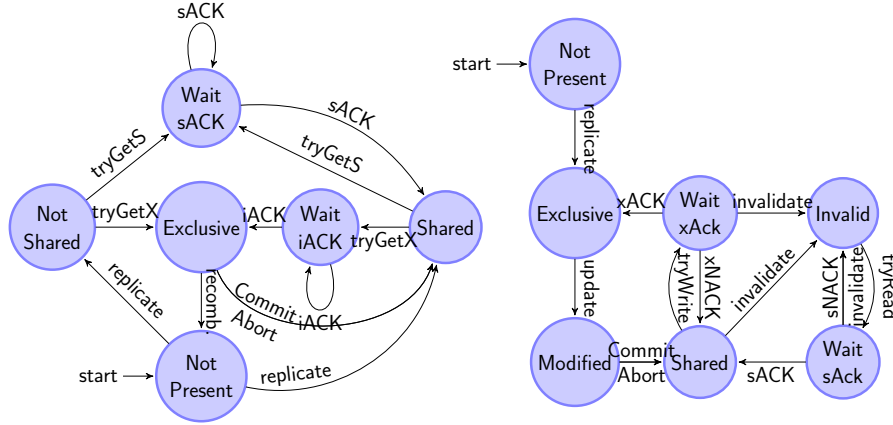 sACK
Wait
sACK
sACK
tryGetS
tryGetS
Not
Shared
tryGetX
Exclusive
iACK
Wait
iACK
tryGetX
Shared
replicate
recomb.
Commit
Abort
iACK
start
Not
Present
replicate
start
Not
Present
replicate
Exclusive
xACK
Wait
xAck
invalidate
Invalid
update
tryWrite
xNACK
invalidate
sNACK
invalidate
tryRead
Modified
Commit
Abort
Shared
sACK
Wait
sAck